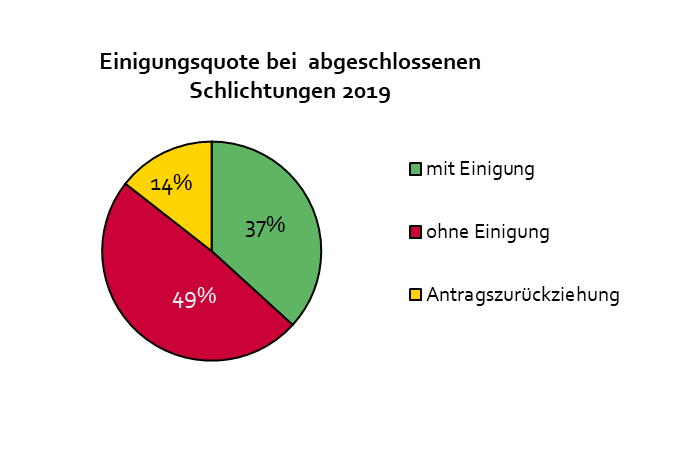 Einigungsquote bei abgeschlossenen
Schlichtungen 2019
14%
37%
49%
mit Einigung
ohne Einigung
Antragszurückziehung